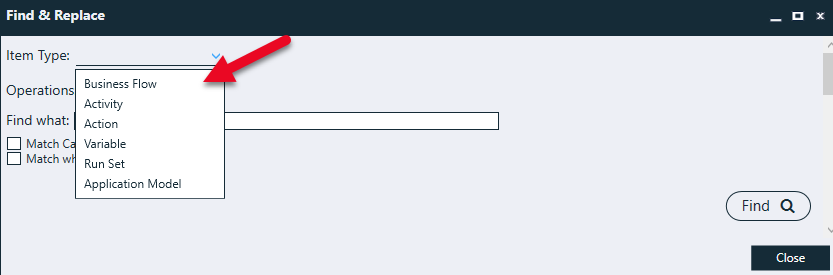 Find & Replace
Item Type:
Business Flow
Operations
Activity
Find what:
Action
Match Ca
Variable
Match wh
Run Set
Application Model
Find
Close